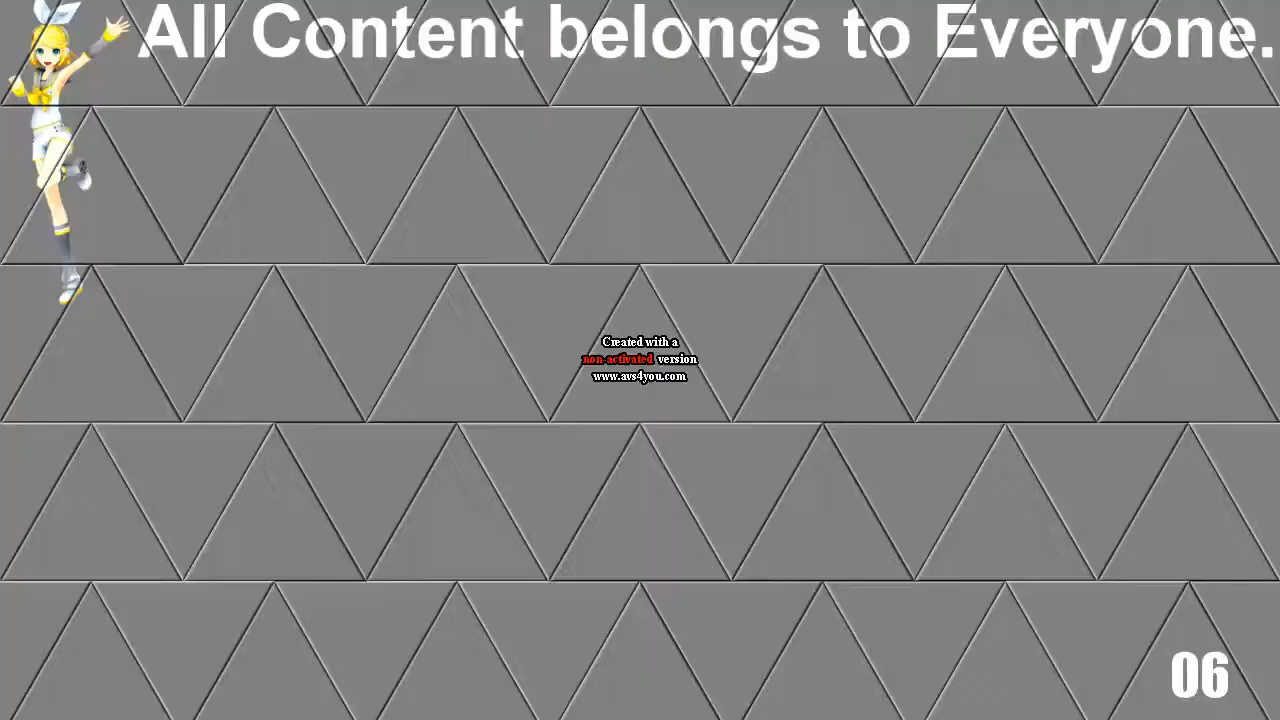 All Content belongs to Everyone.
Created with a
non-activated version
www.avs4you.com
06